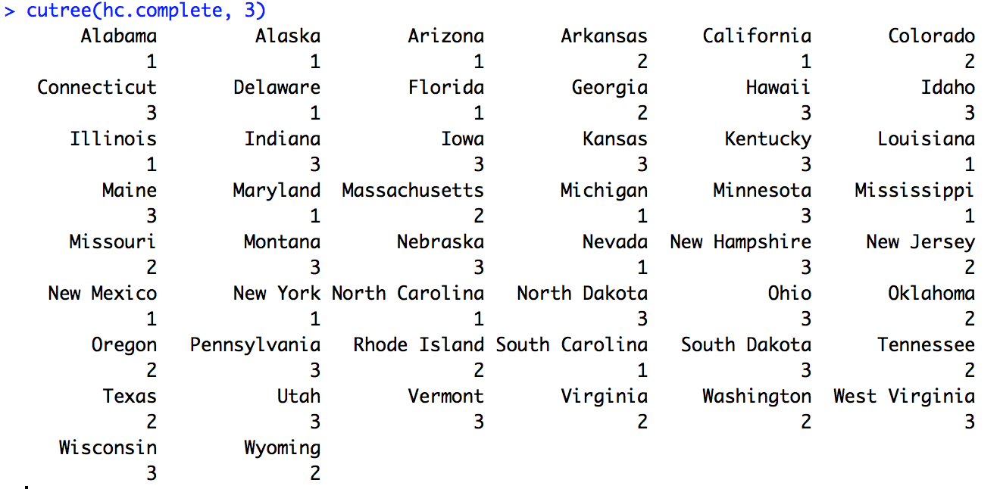 > cutree(hc.complete, 3)
Alabama Alaska Arizona Arkansas California Colorado
1 1 1 2 1 2
Connecticut Delaware Florida Georgia Hawaii Idaho
3 1 1 2 3 3
Illinois Indiana Iowa Kansas Kentucky Louisiana
1 3 3 3 3 1
Maine Maryland Massachusetts Michigan Minnesota Mississippi
3 1 2 1 3 1
Missouri Montana Nebraska Nevada New Hampshire New Jersey
2 3 3 1 3 2
New Mexico New York North Carolina North Dakota Ohio Oklahoma
1 1 1 3 3 2
Oregon Pennsylvania Rhode Island South Carolina South Dakota Tennessee
2 3 2 1 3 2
Texas Utah Vermont Virginia Washington West Virginia
2 3 3 2 2 3
Wisconsin Wyoming
3 2